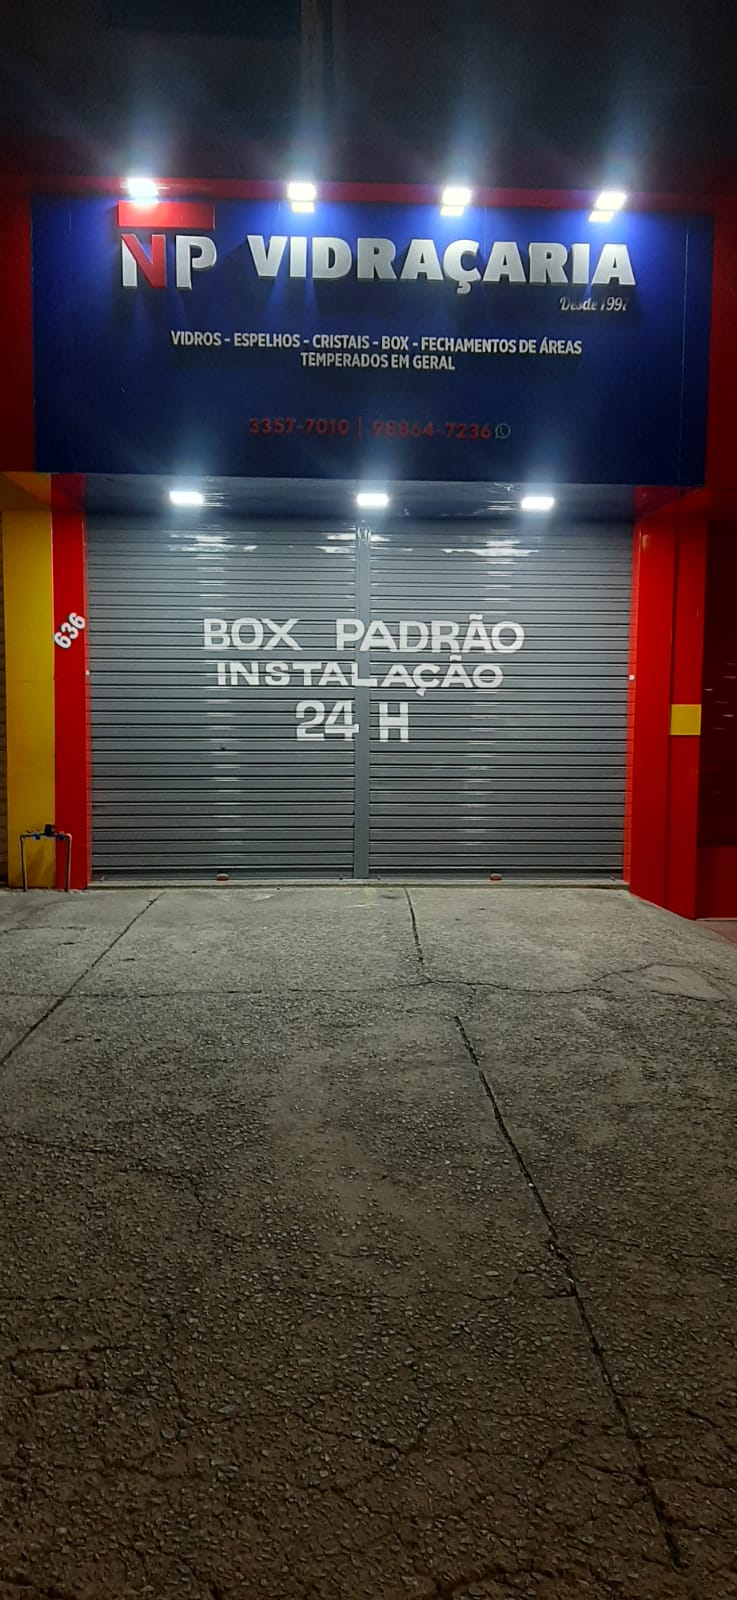 NP VIDRAÇARIA
Desde 1997
VIDROS - ESPELHOS - CRISTAIS - BOX - FECHAMENTOS DE ÁREAS
TEMPERADOS EM GERAL
3357-7010 | 98864-7236
636
BOX PADRÃO
INSTALAÇÃO
24 H